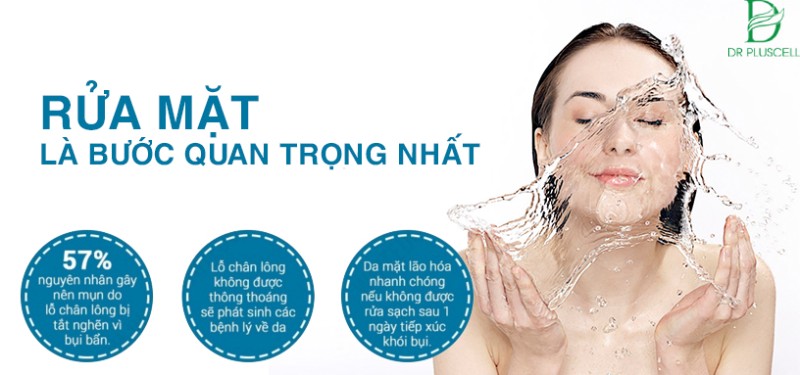 DR PLUSCELL
RỬA MẶT
LÀ BƯỚC QUAN TRỌNG NHẤT
57%
nguyên nhân gây
nên mụn do
lỗ chân lông bị
tắt nghẽn vì
bụi bẩn.
Lỗ chân lông
không được
thông thoáng
sẽ phát sinh các
bệnh lý về da
Da mặt lão hóa
nhanh chóng
nếu không được
rửa sạch sau 1
ngày tiếp xúc
khói bụi.